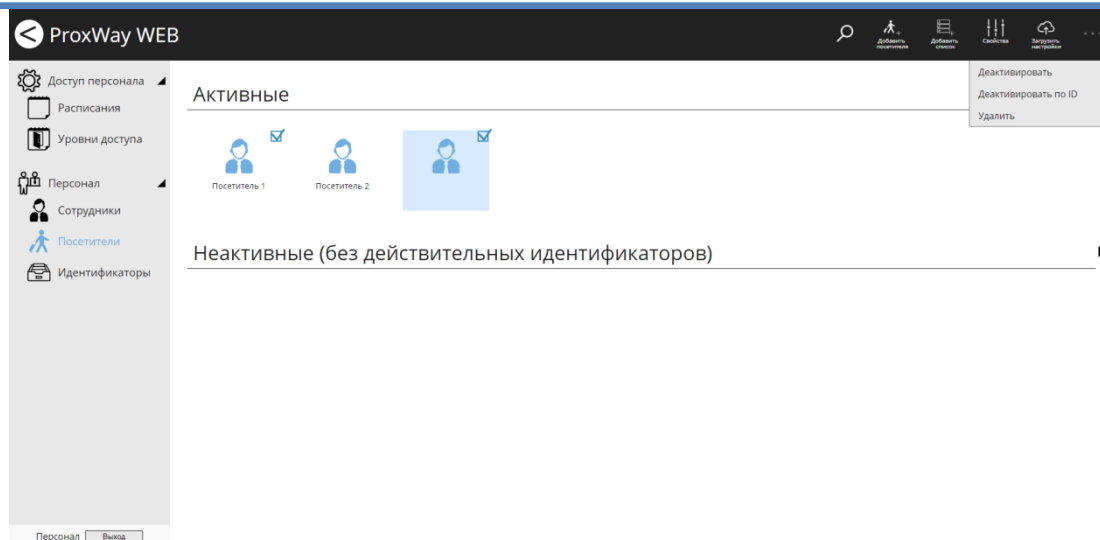 ProxWay WEB
Добавить
посетителя
Добавить
список
Свойства
Загрузить
настройки
...
Деактивировать
Деактивировать по ID
Удалить
Доступ персонала
Расписания
Уровни доступа
Персонал
Сотрудники
Посетители
Идентификаторы
Активные
Посетитель 1
Посетитель 2
Неактивные (без действительных идентификаторов)
Персонал
Выход